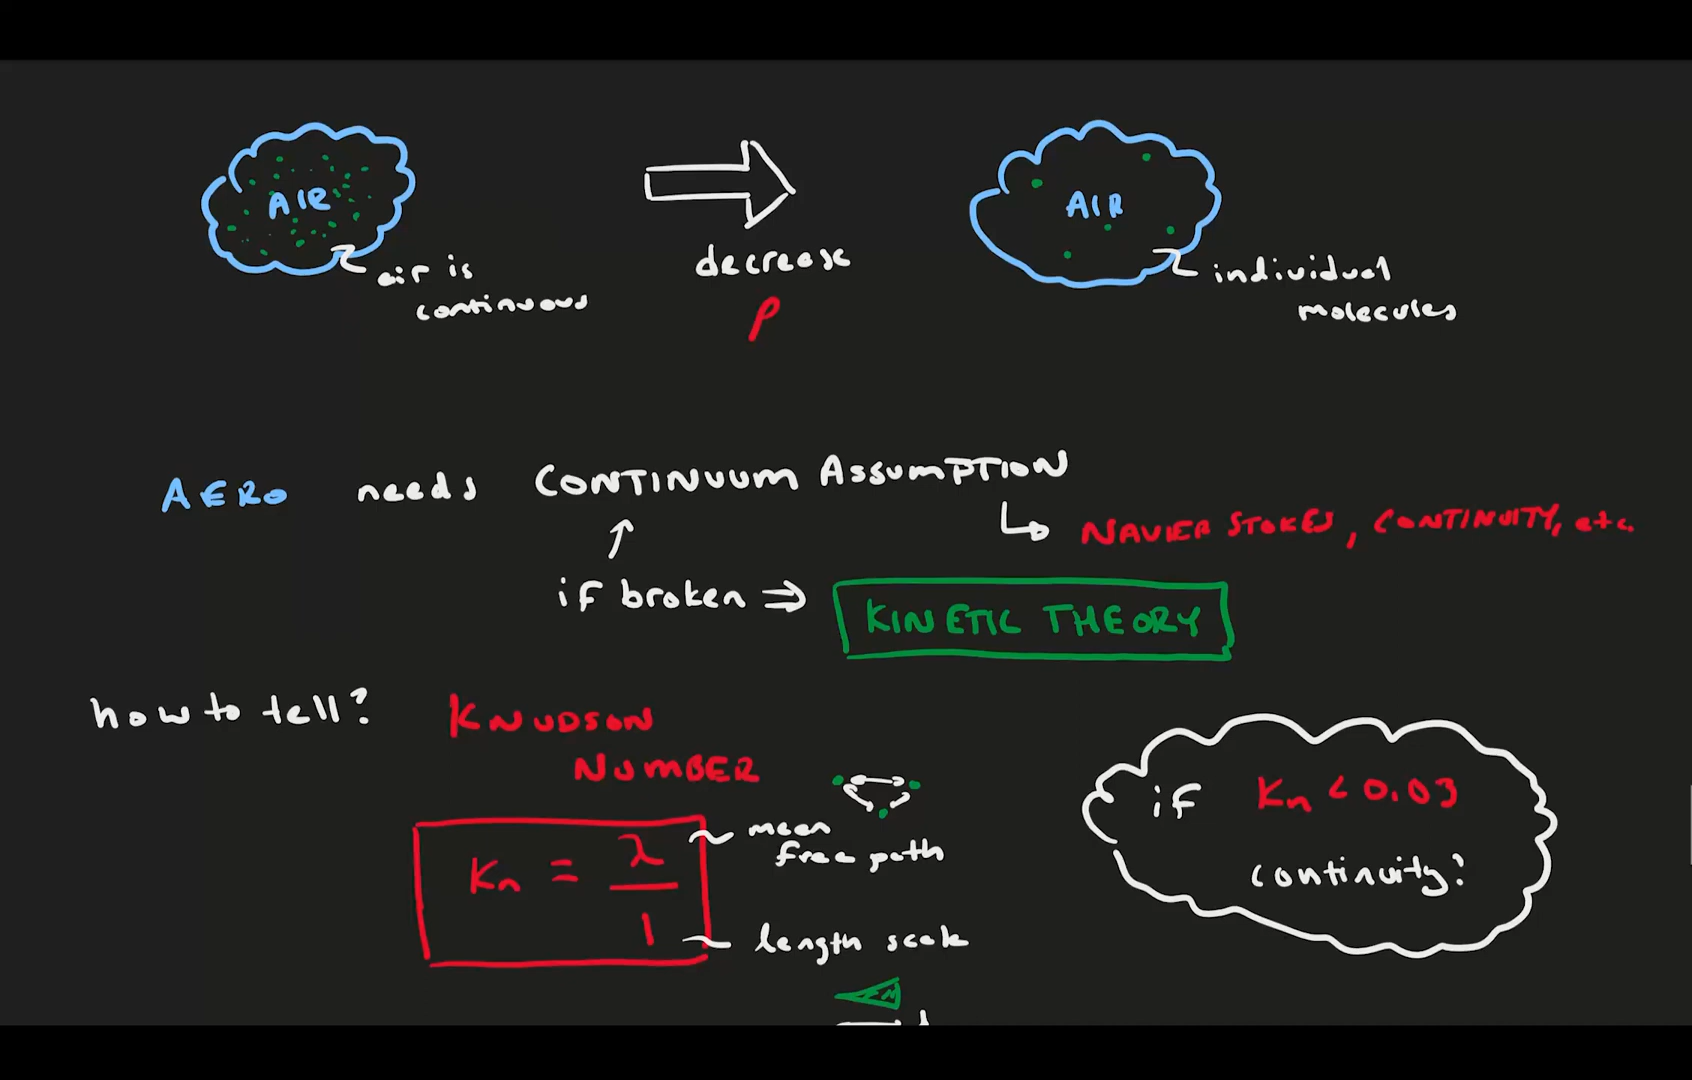 AIR
air is
continuous
decrease
ρ
AIR
individual
molecules
AERO needs CONTINUUM ASSUMPTION
NAVIER STOKES, CONTINUITY, etc.
if broken ⇒ KINETIC THEORY
how to tell? KNUDSON
NUMBER
Kn = λ / l
mean
free path
length scale
if Kn < 0.03
continuity!